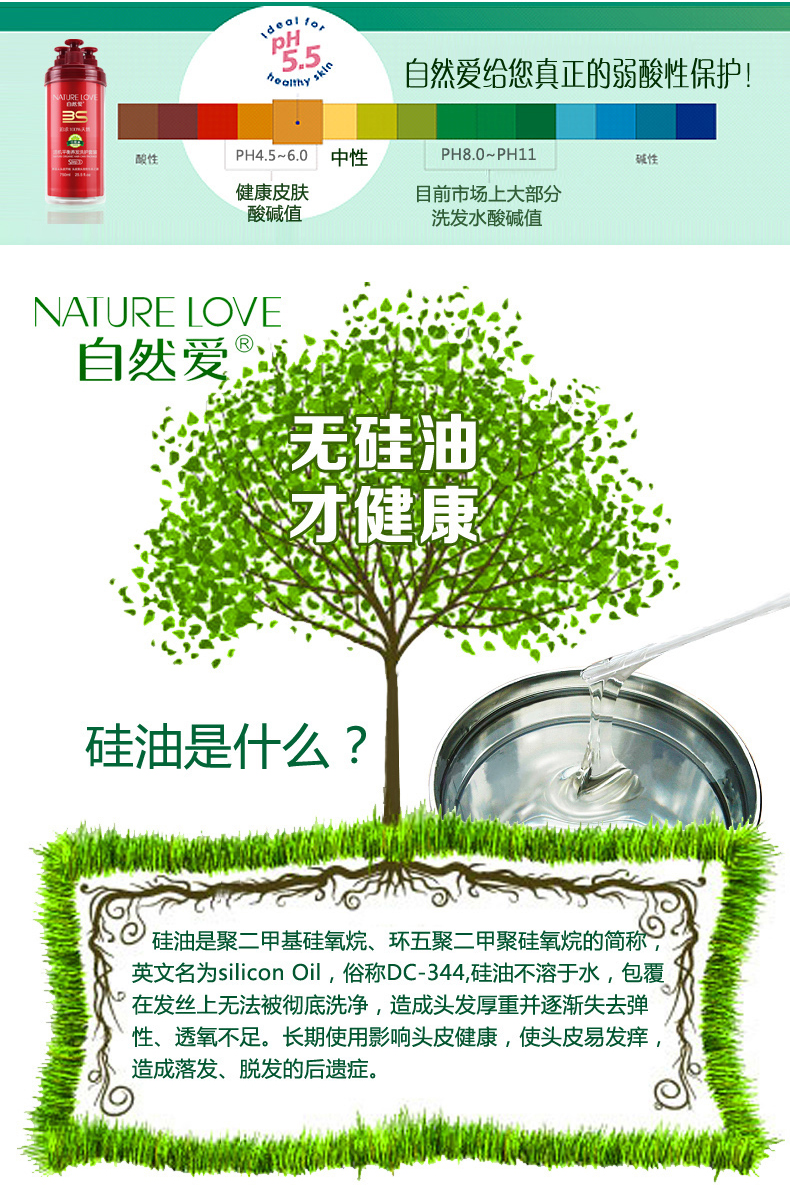 ideal for
pH
5.5
healthy skin
自然爱给您真正的弱酸性保护!
NATURE LOVE
自然爱
3S
酸性
PH4.5~6.0
中性
PH8.0~PH11
碱性
健康皮肤
酸碱值
目前市场上大部分
洗发水酸碱值
NATURE LOVE
自然爱®
无硅油
才健康
硅油是什么？
硅油是聚二甲基硅氧烷、环五聚二甲聚硅氧烷的简称，
英文名为silicon Oil，俗称DC-344,硅油不溶于水，包覆
在发丝上无法被彻底洗净，造成头发厚重并逐渐失去弹
性、透氧不足。长期使用影响头皮健康，使头皮易发痒，
造成落发、脱发的后遗症。